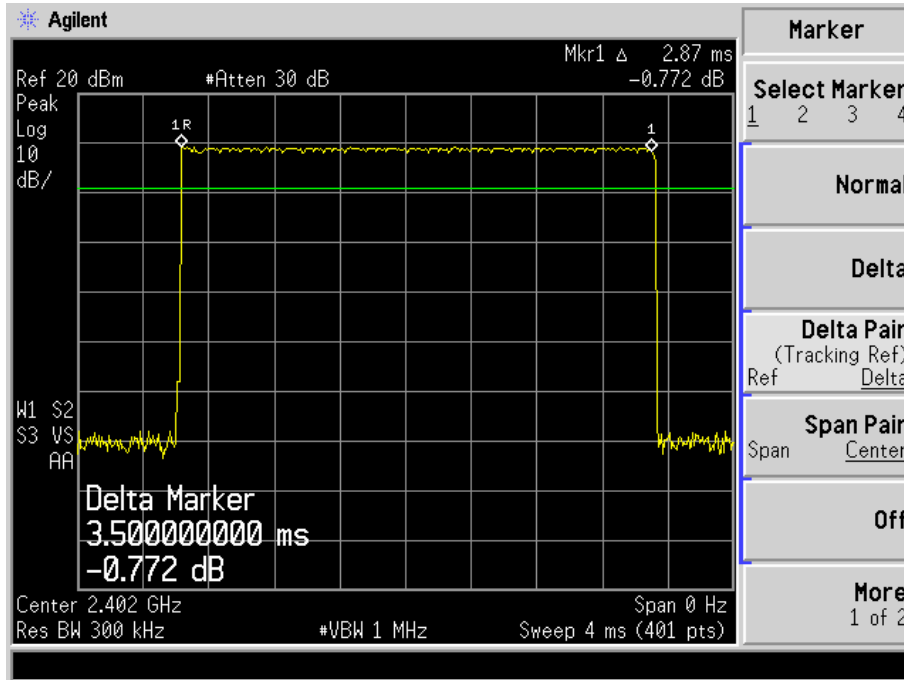 Agilent
Marker
Mkr1 Δ 2.87 ms
Ref 20 dBm #Atten 30 dB -0.772 dB
Peak
Log
10
dB/
1R
1
Select Marker
1 2 3 4
Normal
Delta
Delta Pair
(Tracking Ref)
Ref Delta
Span Pair
Span Center
Off
More
1 of 2
W1 S2
S3 VS
AA
Delta Marker
3.500000000 ms
-0.772 dB
Center 2.402 GHz Span 0 Hz
Res BW 300 kHz #VBW 1 MHz Sweep 4 ms (401 pts)